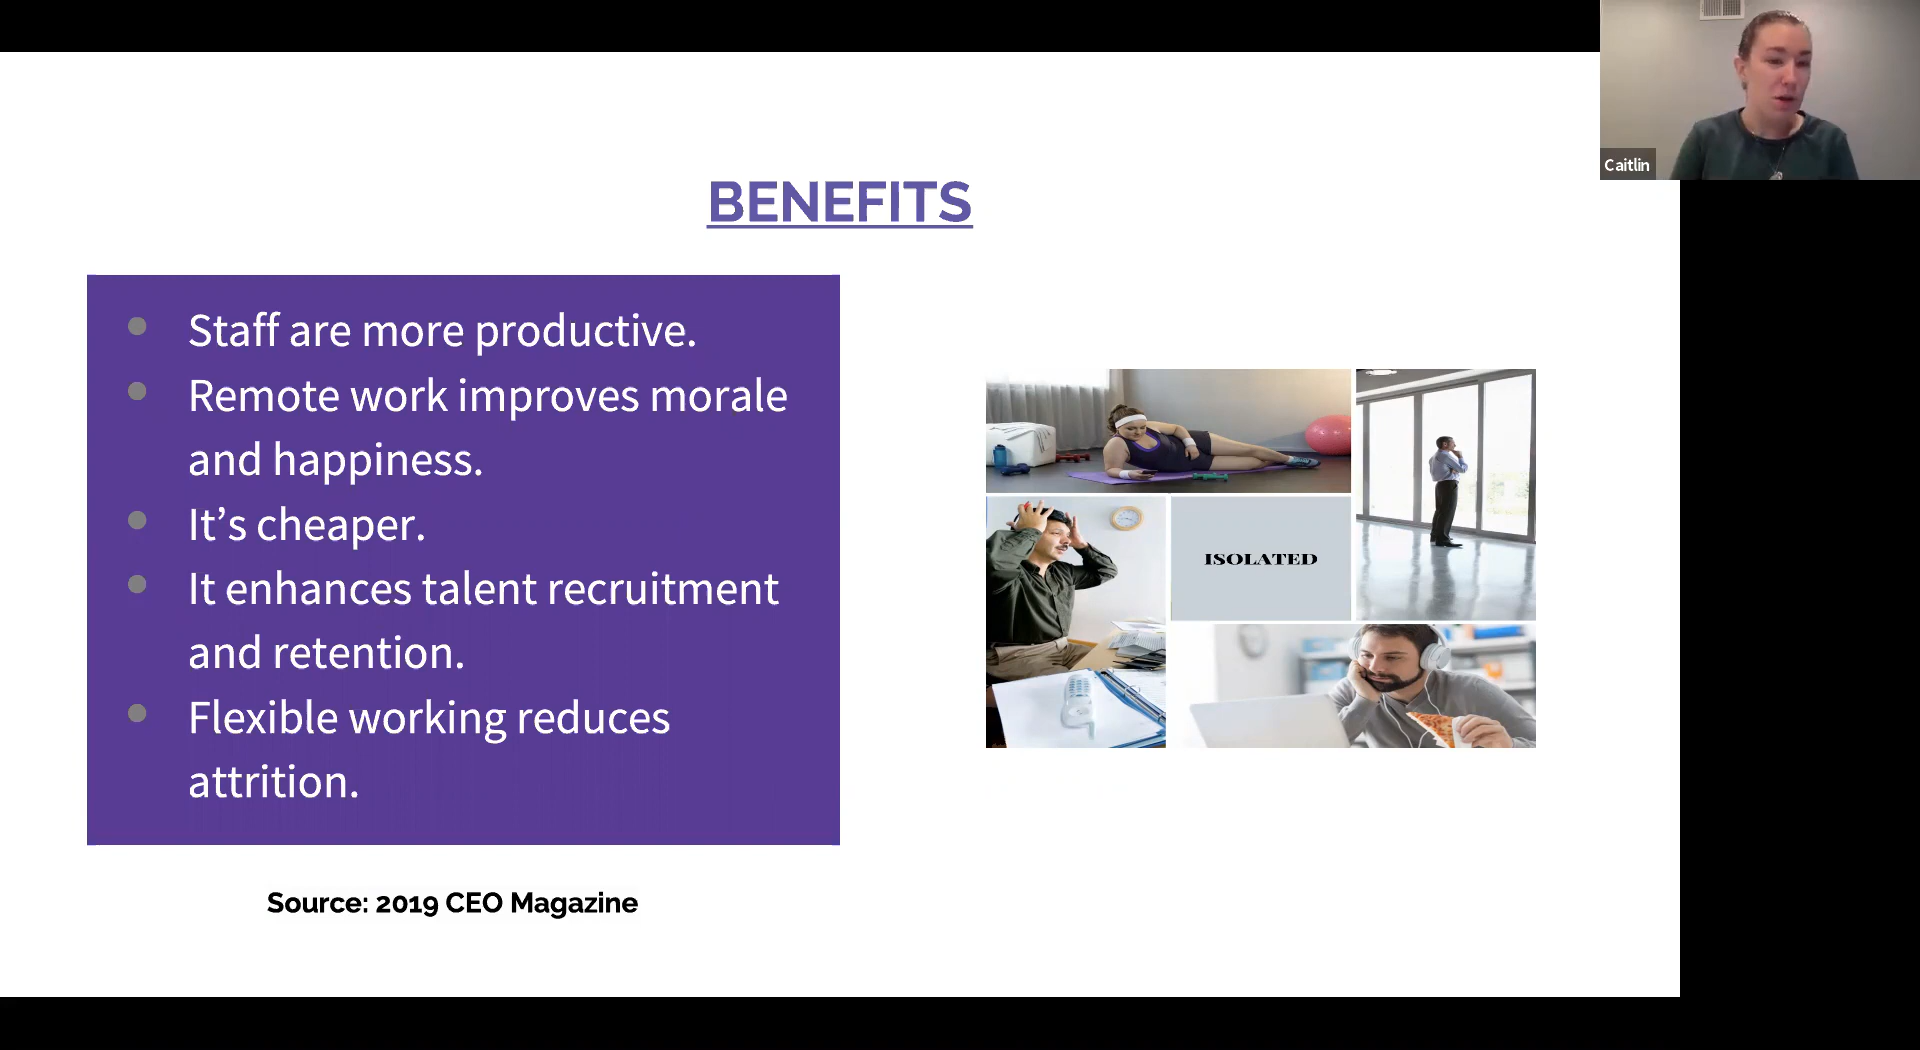 Caitlin
BENEFITS
Staff are more productive.
Remote work improves morale
and happiness.
It's cheaper.
It enhances talent recruitment
and retention.
Flexible working reduces
attrition.
ISOLATED
Source: 2019 CEO Magazine